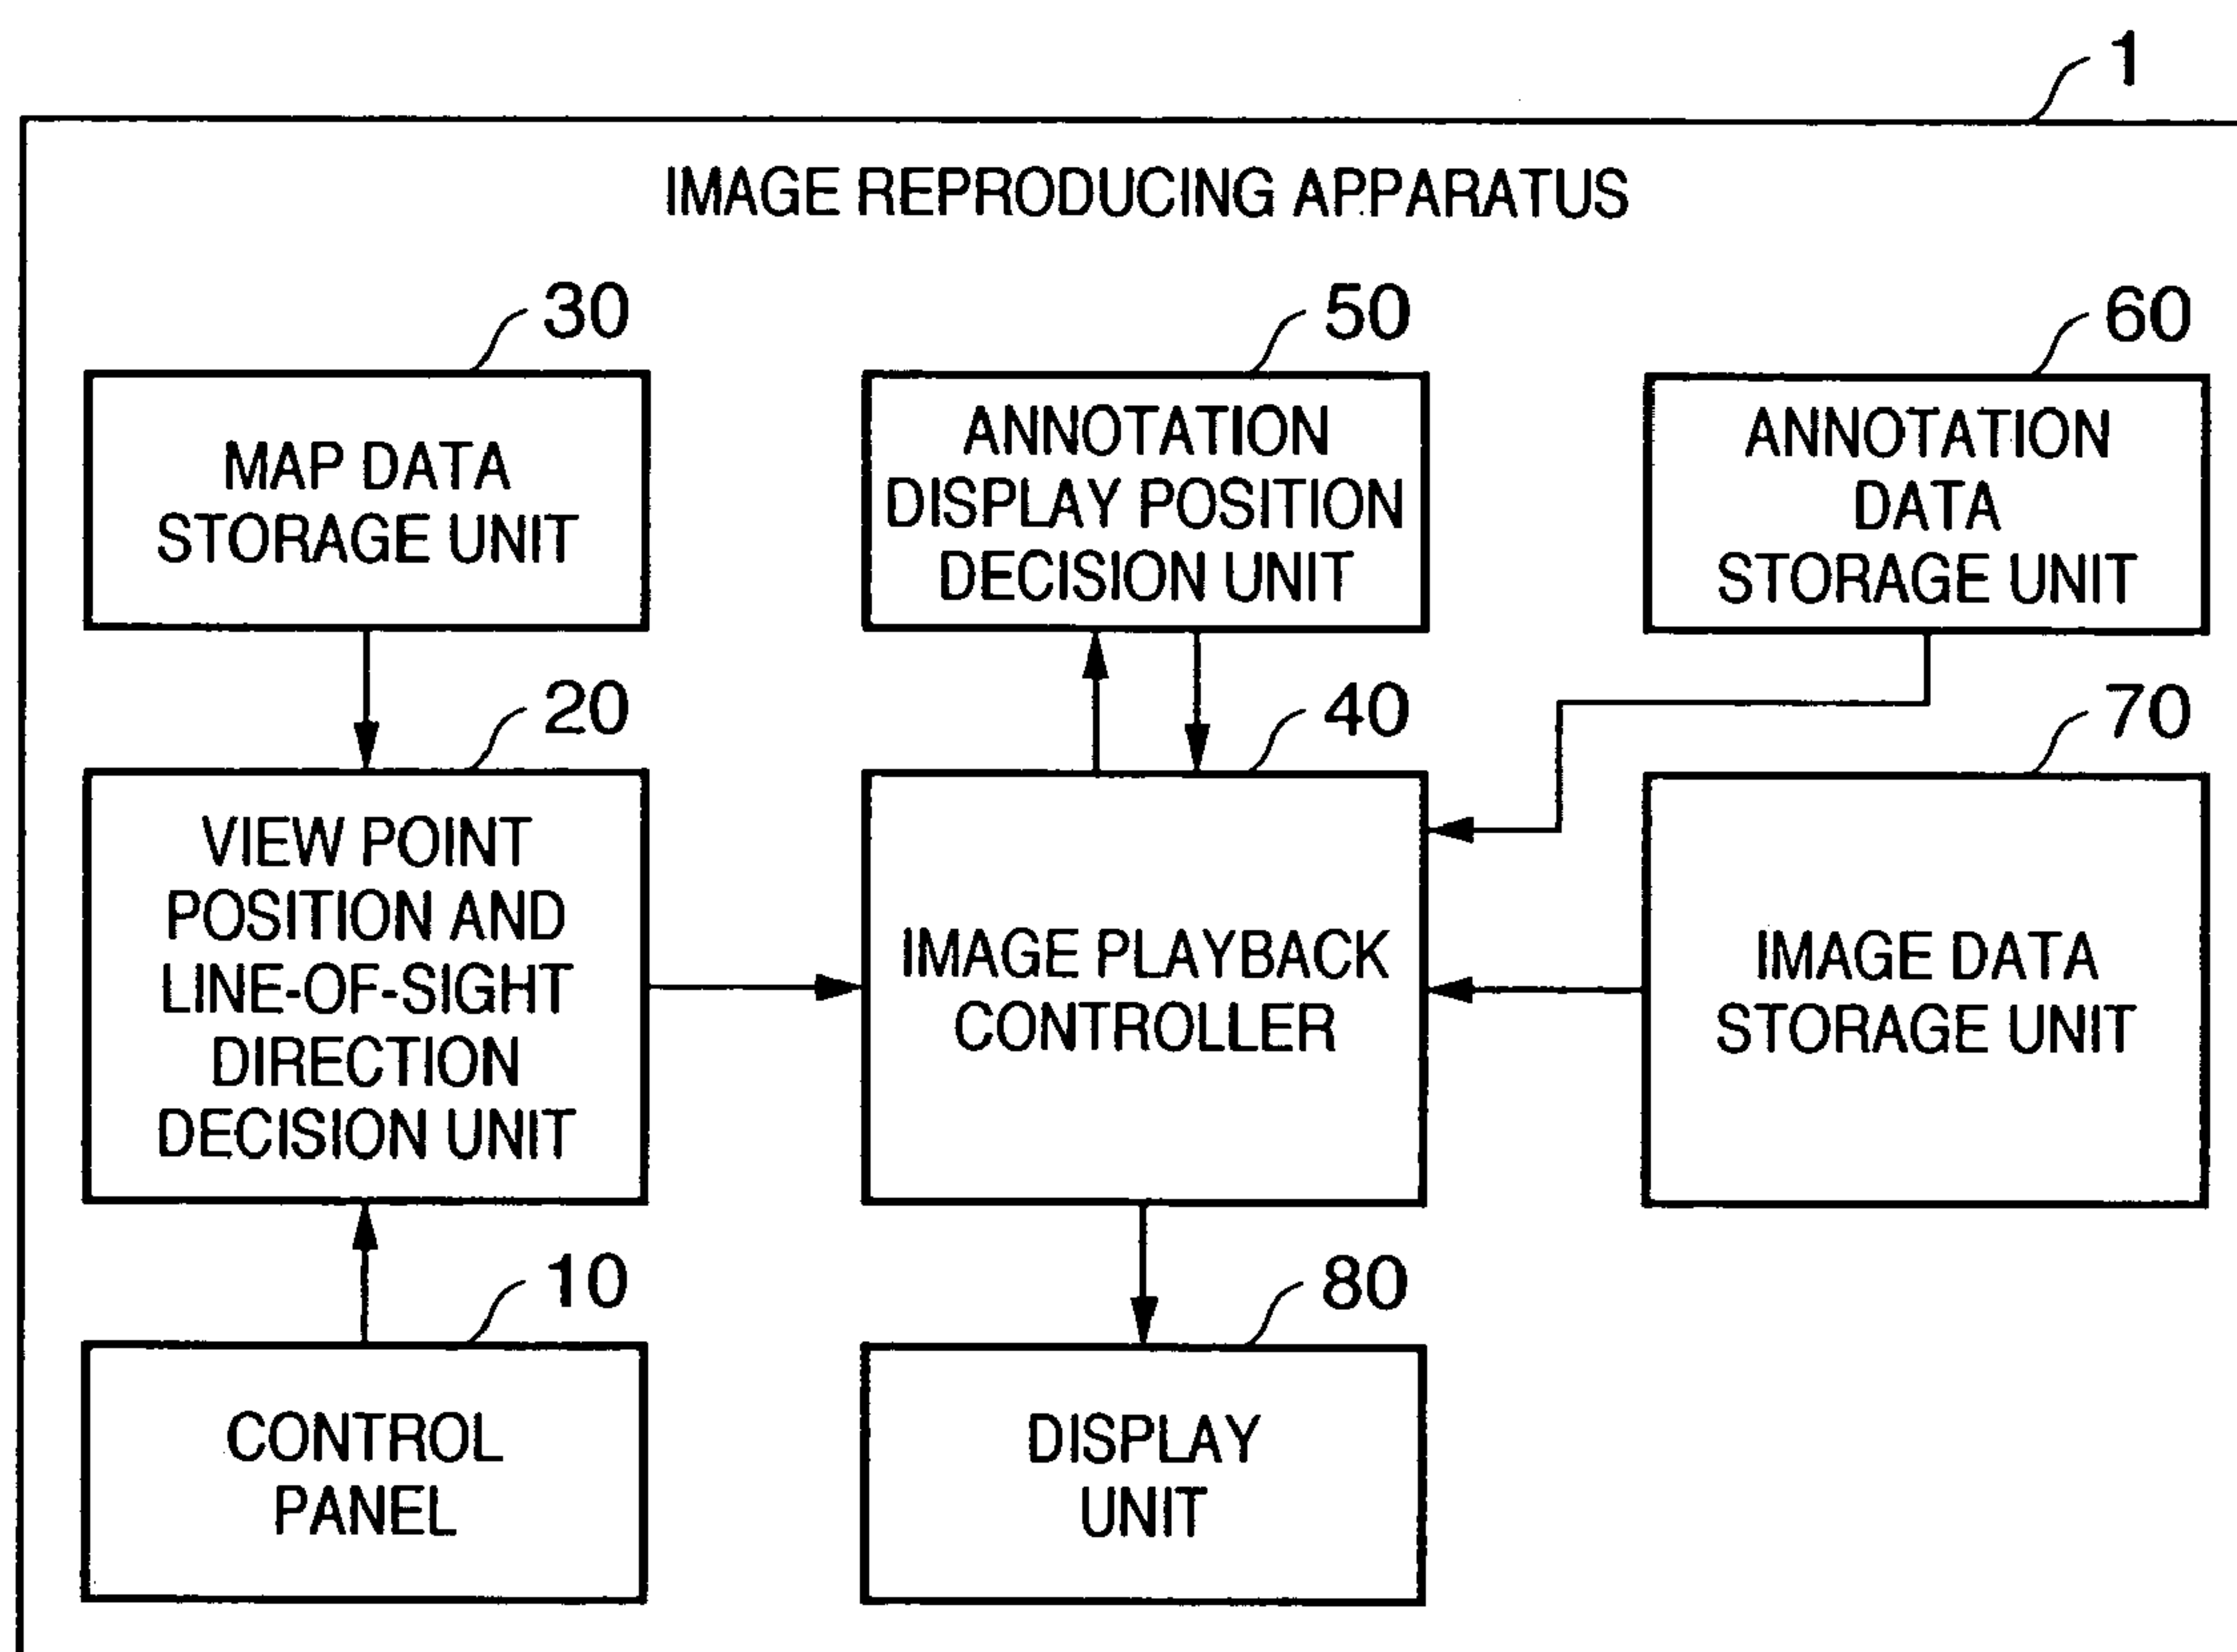 1
IMAGE REPRODUCING APPARATUS
30
50
60
MAP DATA
STORAGE UNIT
ANNOTATION
DISPLAY POSITION
DECISION UNIT
ANNOTATION
DATA
STORAGE UNIT
20
40
70
VIEW POINT
POSITION AND
LINE-OF-SIGHT
DIRECTION
DECISION UNIT
IMAGE PLAYBACK
CONTROLLER
IMAGE DATA
STORAGE UNIT
10
80
CONTROL
PANEL
DISPLAY
UNIT